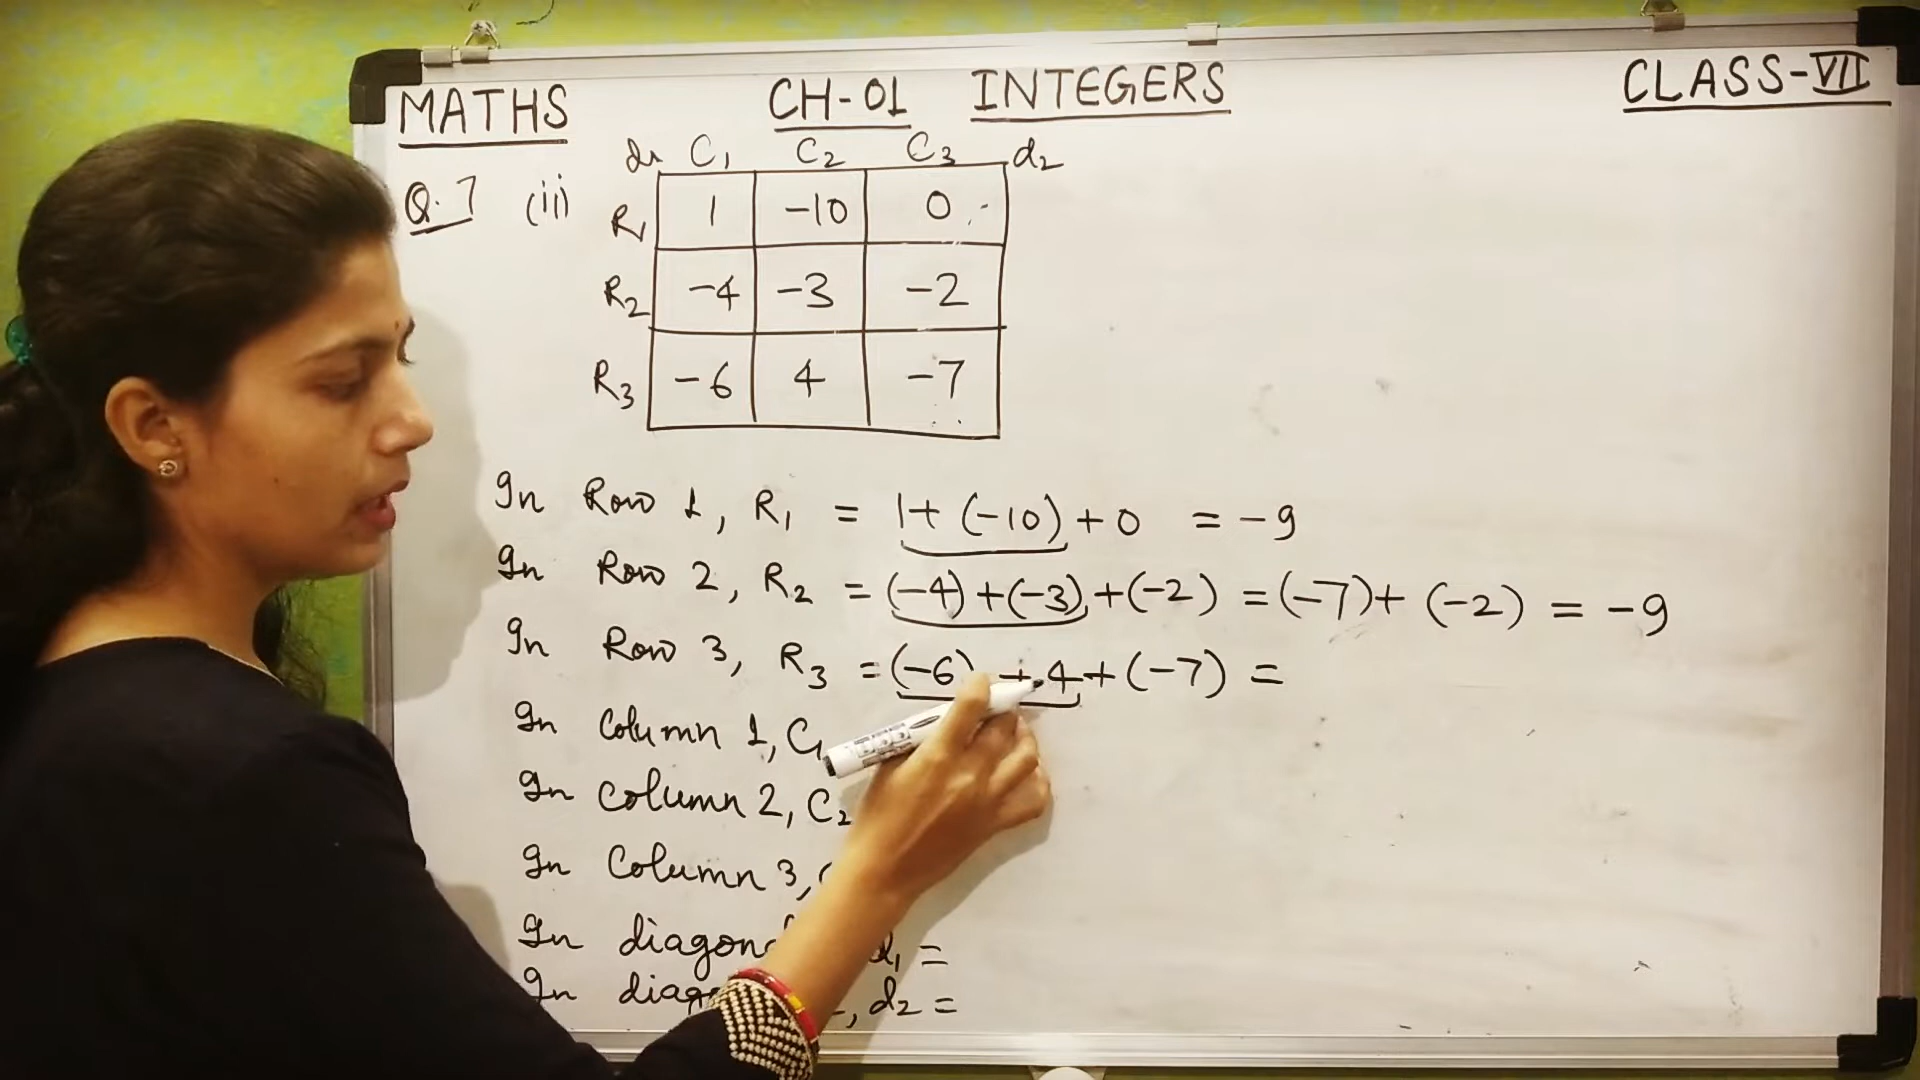 MATHS CH-01 INTEGERS CLASS-VII
C1 C2 C3 d2
Q.7 (ii) R1 1 -10 0
R2 -4 -3 -2
R3 -6 4 -7
In Row 1, R1 = 1+(-10)+0 = -9
In Row 2, R2 = (-4)+(-3)+(-2) = (-7)+(-2) = -9
In Row 3, R3 = (-6)+4+(-7) =
In Column 1, C1
In Column 2, C2
In Column 3,
In d1 =
In , d2 =